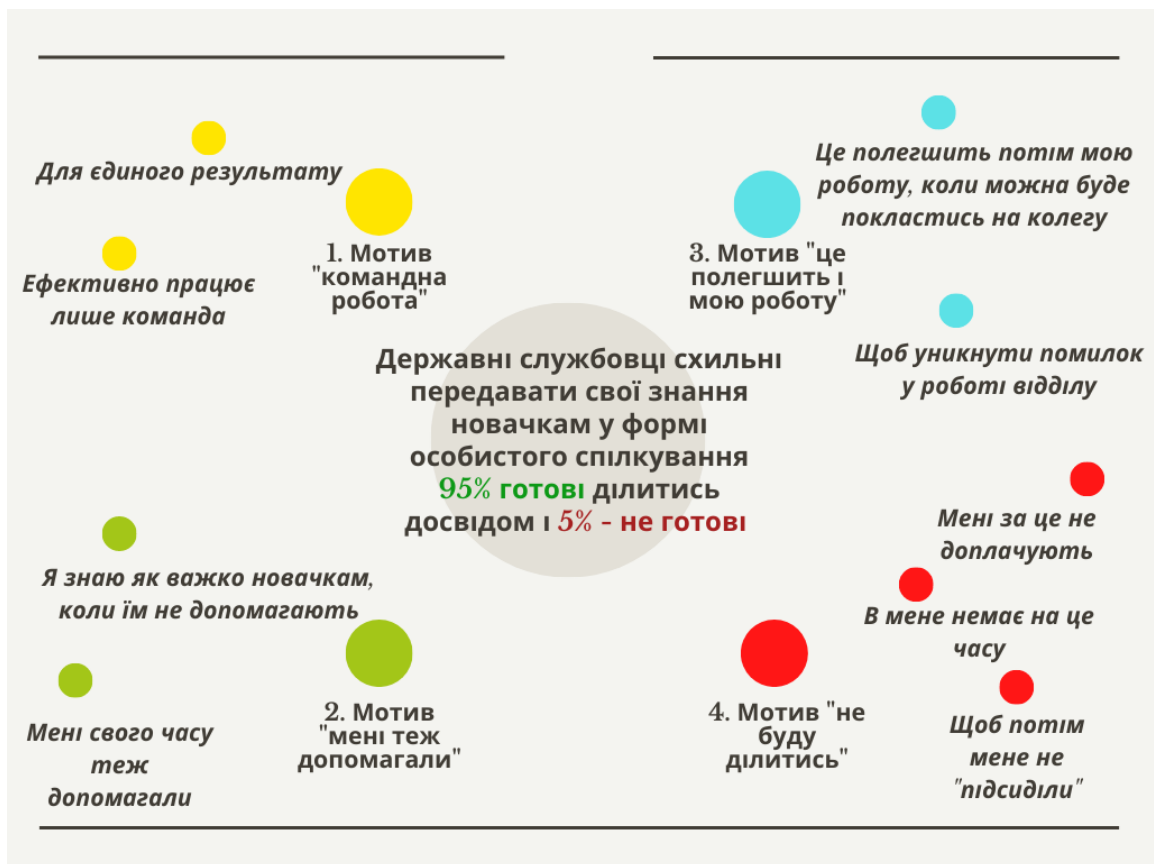 Для єдиного результату
Ефективно працює
лише команда
1. Мотив
"командна
робота"
3. Мотив "це
полегшить і
мою роботу"
Це полегшить потім мою
роботу, коли можна буде
покластись на колегу
Щоб уникнути помилок
у роботі відділу
Державні службовці схильні
передавати свої знання
новачкам у формі
особистого спілкування
95% готові ділитись
досвідом і 5% - не готові
Я знаю як важко новачкам,
коли їм не допомагають
Мені свого часу
теж
допомагали
2. Мотив
"мені теж
допомагали"
4. Мотив "не
буду
ділитись"
Мені за це не
доплачують
В мене немає на це
часу
Щоб потім
мене не
"підсиділи"